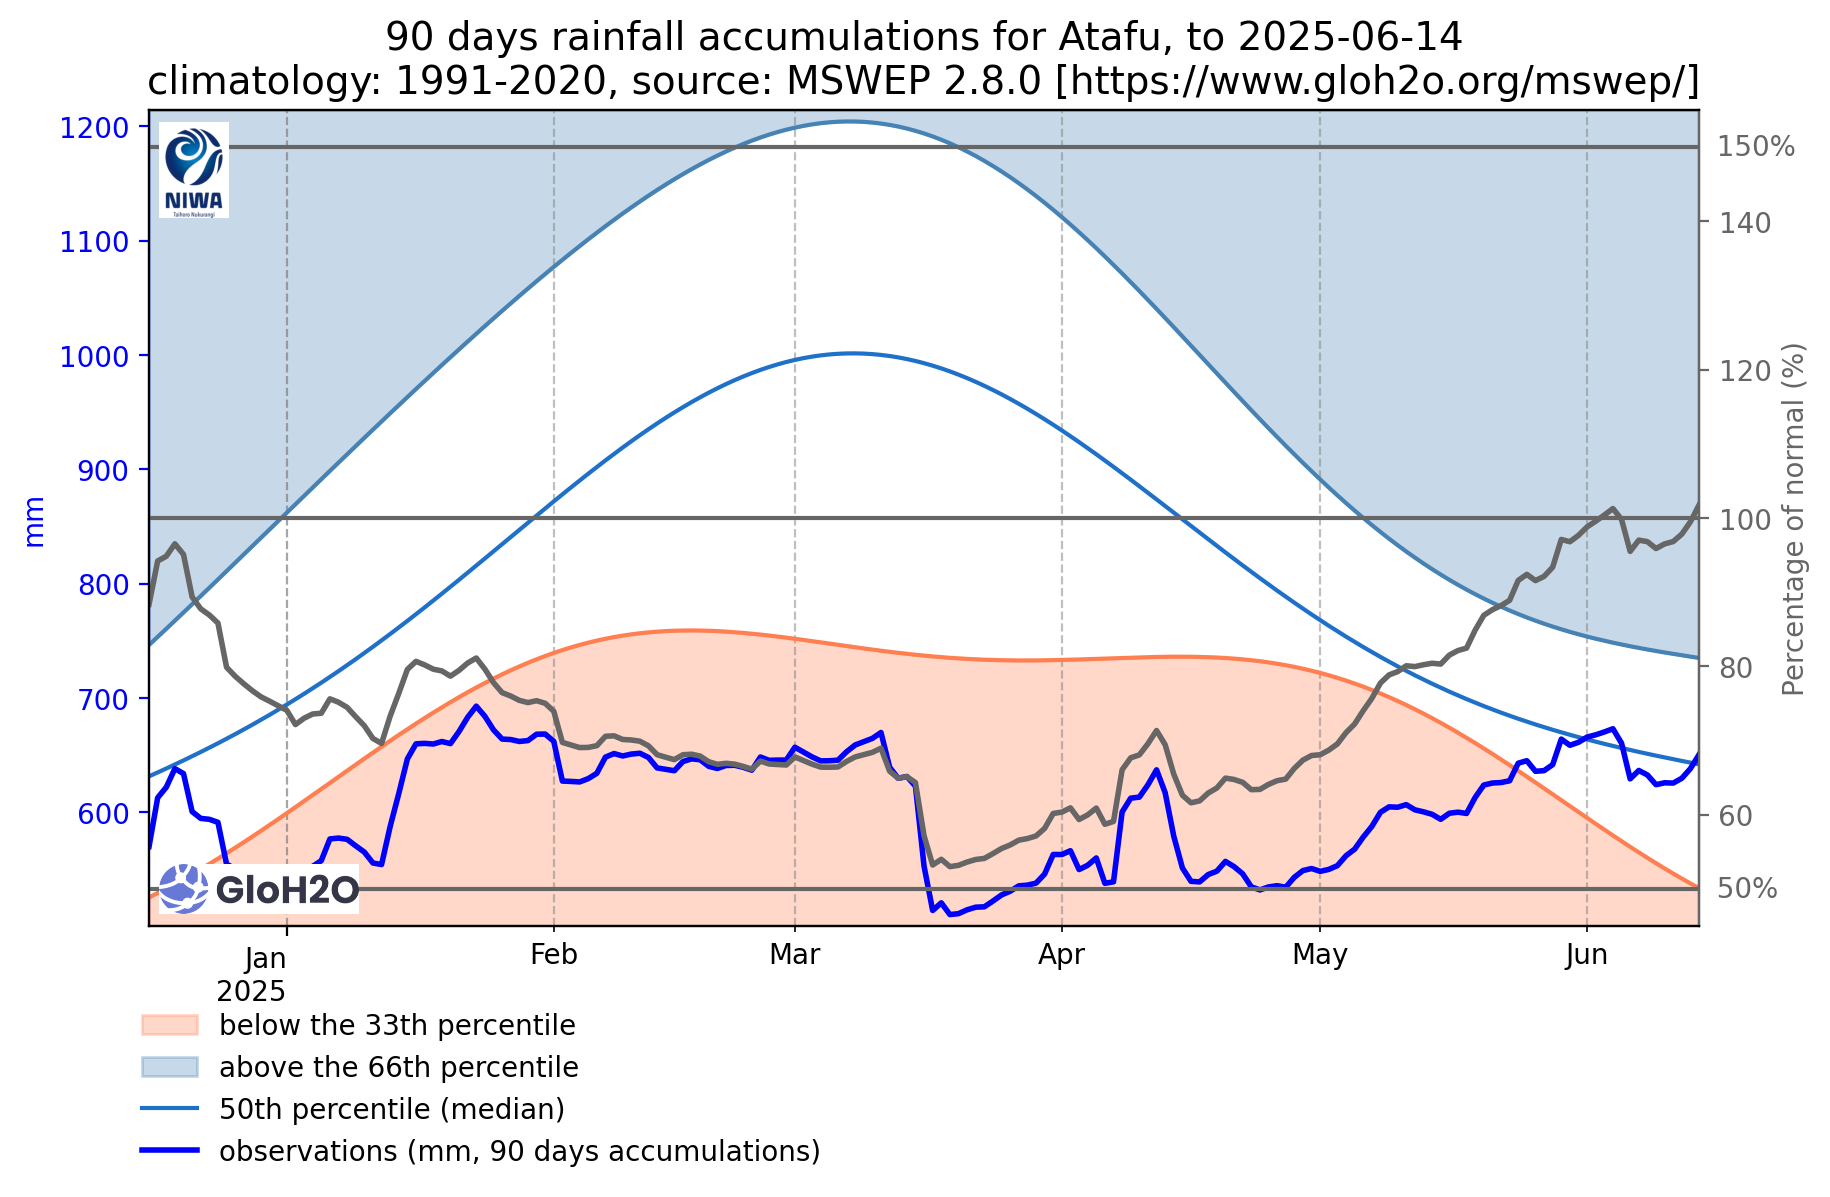 90 days rainfall accumulations for Atafu, to 2025-06-14
climatology: 1991-2020, source: MSWEP 2.8.0 [https://www.gloh2o.org/mswep/]
1200
1100
1000
900
800
700
600
mm
NIWA
Taihoro Nukurangi
GloH2O
150%
140
120
100
80
60
50%
Percentage of normal (%)
Jan
2025
Feb
Mar
Apr
May
Jun
below the 33th percentile
above the 66th percentile
50th percentile (median)
observations (mm, 90 days accumulations)